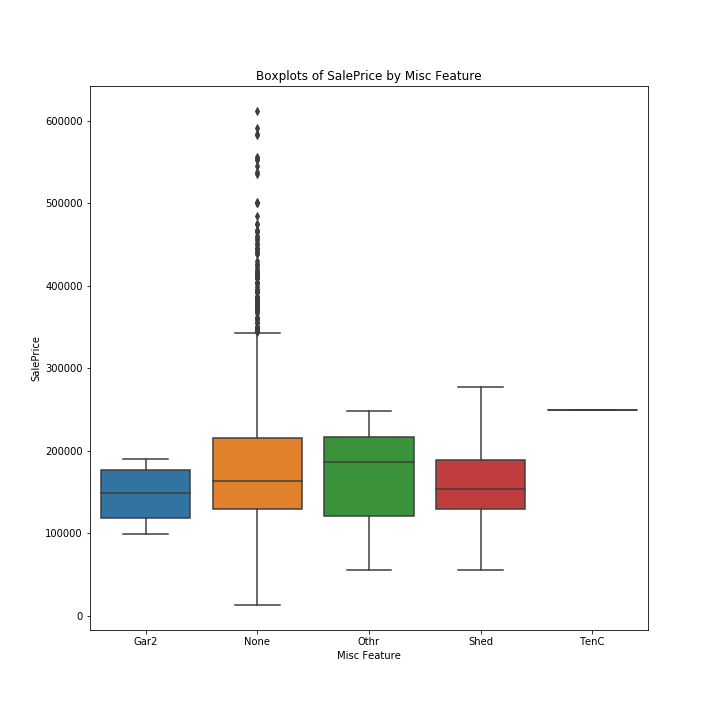 Boxplots of SalePrice by Misc Feature
600000
500000
400000
300000
200000
100000
0
SalePrice
Gar2 None Othr Shed TenC
Misc Feature